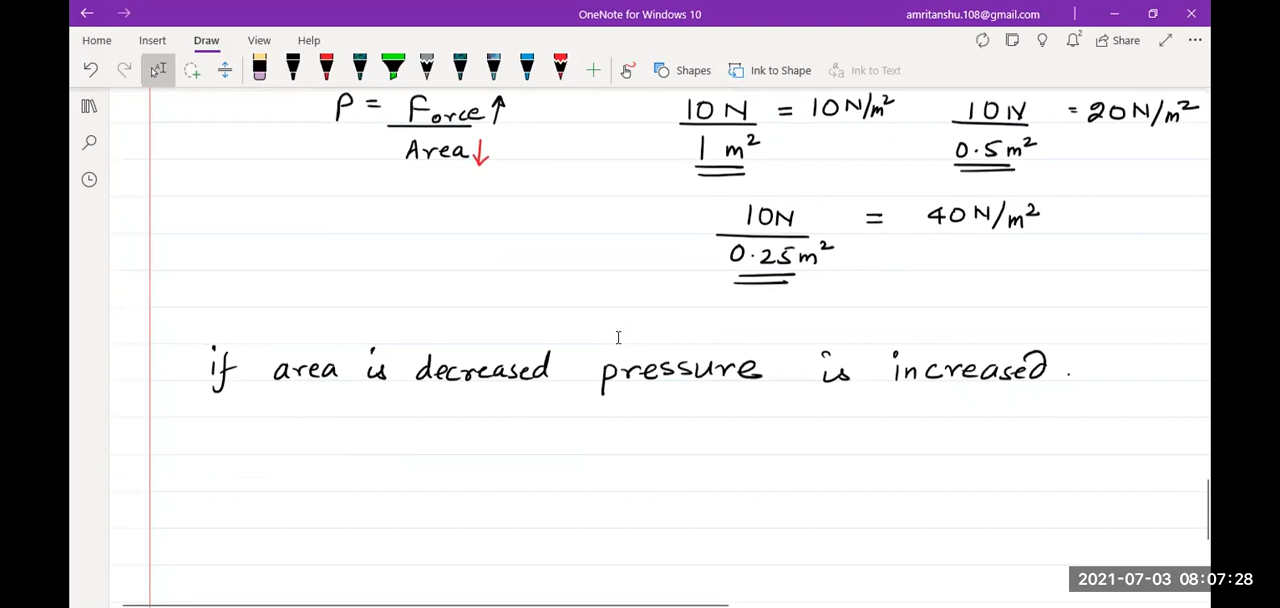 OneNote for Windows 10
amritanshu.108@gmail.com
Home Insert Draw View Help
Share
Shapes Ink to Shape Ink to Text
P = Force ↑ / Area ↓
10 N / 1 m² = 10 N/m²
10 N / 0.5 m² = 20 N/m²
10 N / 0.25 m² = 40 N/m²
if area is decreased pressure is increased.
2021-07-03 08:07:28